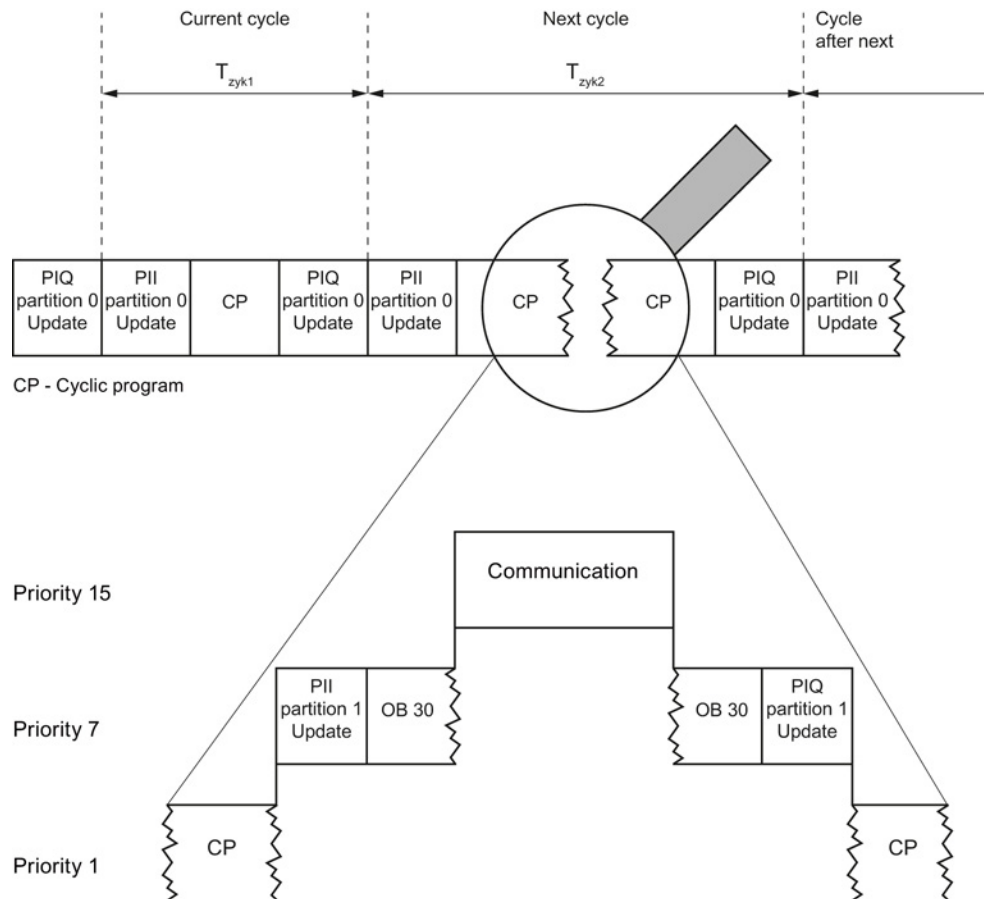 Current cycle
Next cycle
Cycle
after next
Tzyk1
Tzyk2
PIQ
partition 0
Update
PII
partition 0
Update
CP
PIQ
partition 0
Update
PII
partition 0
Update
CP
CP
PIQ
partition 0
Update
PII
partition 0
Update
CP - Cyclic program
Priority 15
Communication
Priority 7
PII
partition 1
Update
OB 30
OB 30
PIQ
partition 1
Update
Priority 1
CP
CP